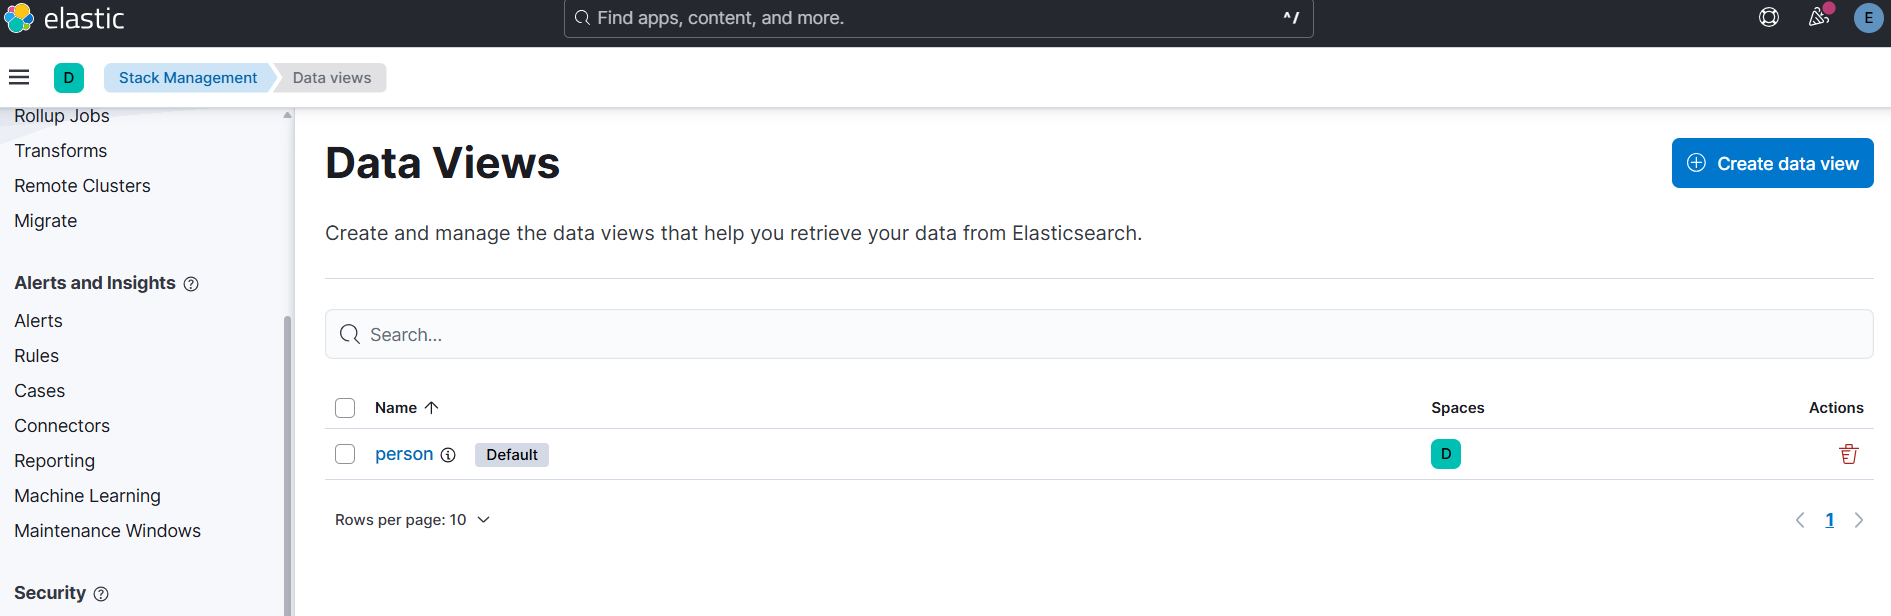 elastic
Find apps, content, and more.
^/
E
D
Stack Management
Data views
Rollup Jobs
Transforms
Remote Clusters
Migrate
Alerts and Insights
Alerts
Rules
Cases
Connectors
Reporting
Machine Learning
Maintenance Windows
Security
Data Views
Create data view
Create and manage the data views that help you retrieve your data from Elasticsearch.
Search...
Name Spaces Actions
person Default D
Rows per page: 10
1